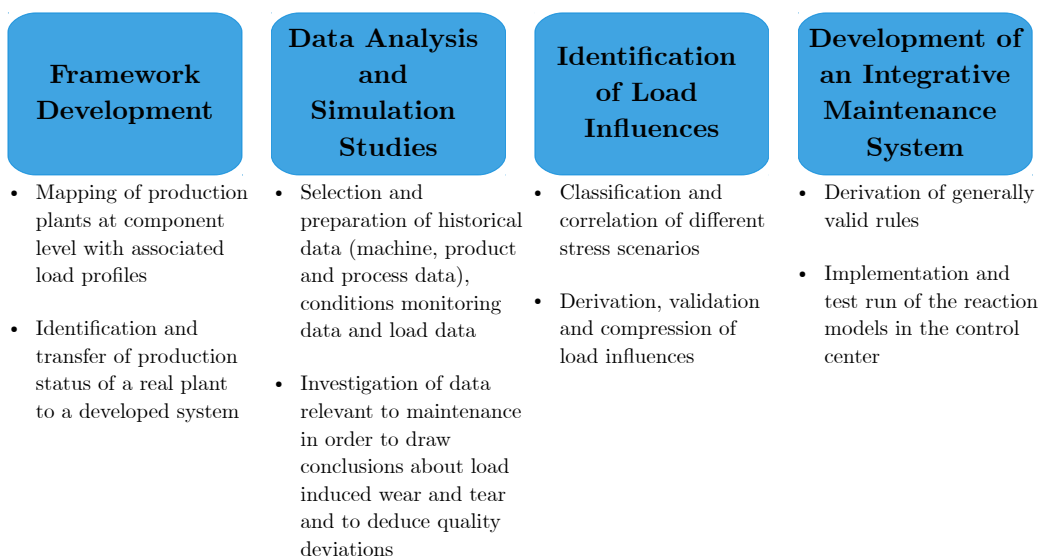 Framework
Development
• Mapping of production
plants at component
level with associated
load profiles
• Identification and
transfer of production
status of a real plant
to a developed system
Data Analysis
and
Simulation
Studies
• Selection and
preparation of historical
data (machine, product
and process data),
conditions monitoring
data and load data
• Investigation of data
relevant to maintenance
in order to draw
conclusions about load
induced wear and tear
and to deduce quality
deviations
Identification
of Load
Influences
• Classification and
correlation of different
stress scenarios
• Derivation, validation
and compression of
load influences
Development of
an Integrative
Maintenance
System
• Derivation of generally
valid rules
• Implementation and
test run of the reaction
models in the control
center